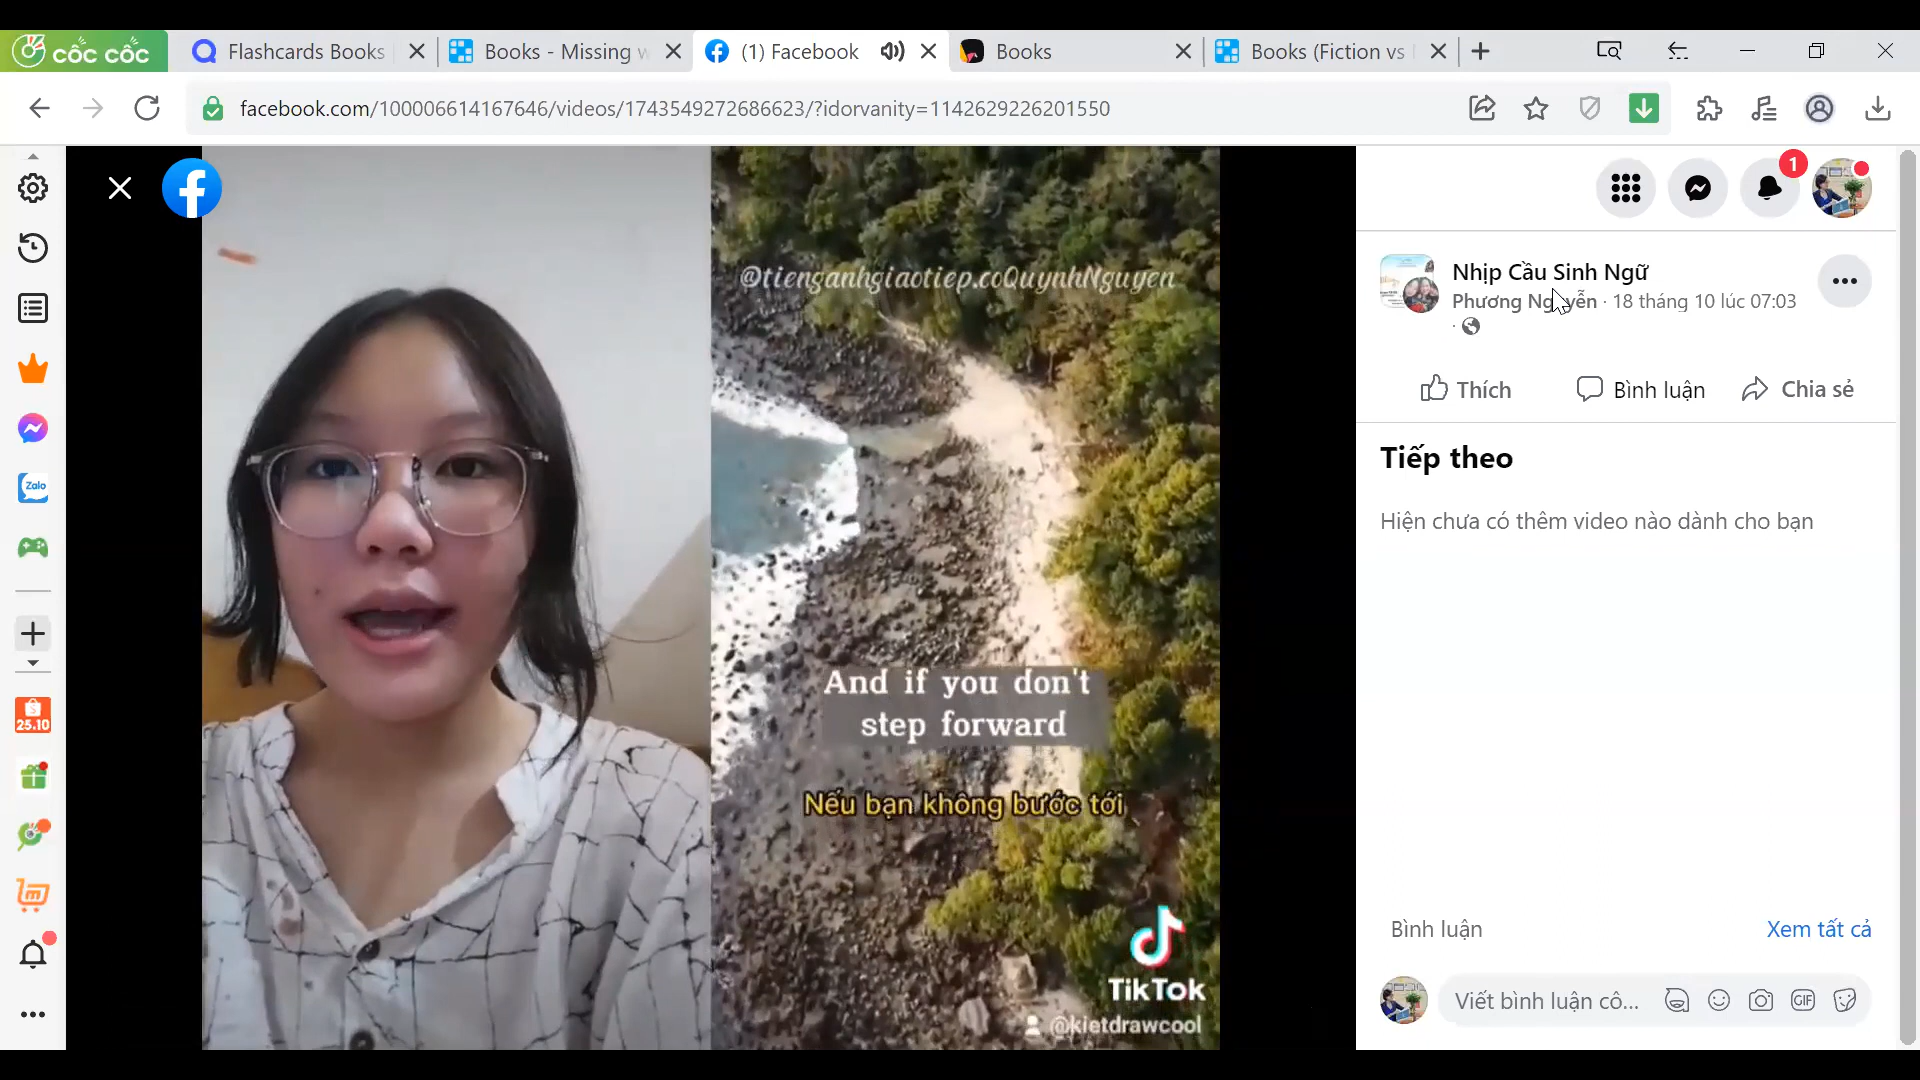 cốc cốc
Flashcards Books
Books - Missing w
(1) Facebook
Books
Books (Fiction vs
facebook.com/100006614167646/videos/1743549272686623/?idorvanity=1142629226201550
1
Zalo
25.10
@tienganhgiaotiep.coQuynhNguyen
And if you don't
step forward
Nếu bạn không bước tới
TikTok
@kietdrawcool
Nhịp Cầu Sinh Ngữ
Phương Nguyễn · 18 tháng 10 lúc 07:03
Thích
Bình luận
Chia sẻ
Tiếp theo
Hiện chưa có thêm video nào dành cho bạn
Bình luận
Xem tất cả
Viết bình luận cô...
GIF